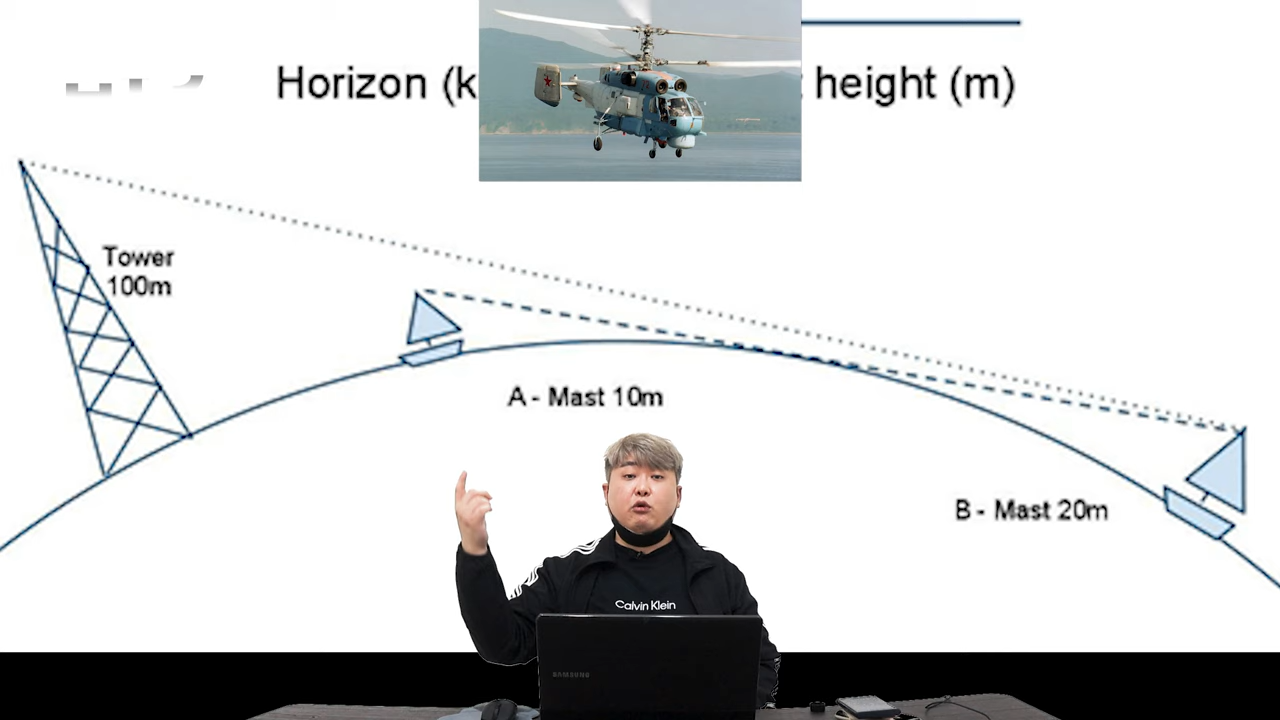 Horizon (k
height (m)
Tower
100m
A - Mast 10m
B - Mast 20m
Calvin Klein
SAMSUNG